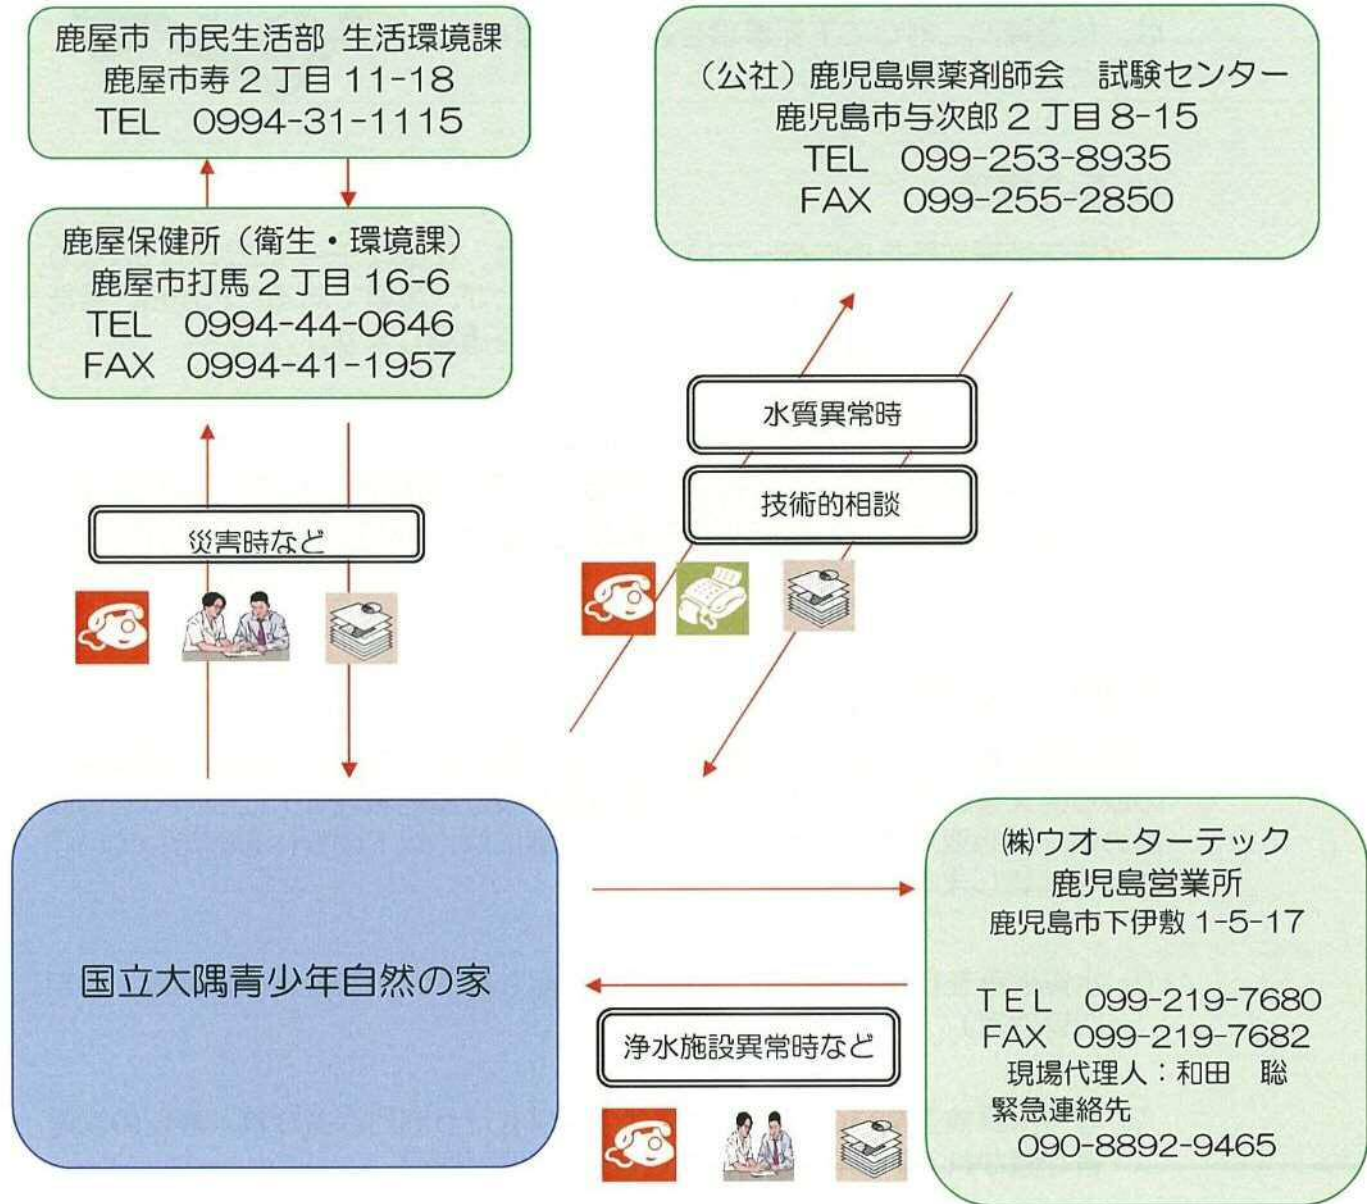 鹿屋市 市民生活部 生活環境課
鹿屋市寿2丁目11-18
TEL 0994-31-1115
鹿屋保健所（衛生・環境課）
鹿屋市打馬2丁目16-6
TEL 0994-44-0646
FAX 0994-41-1957
（公社）鹿児島県薬剤師会 試験センター
鹿児島市与次郎2丁目8-15
TEL 099-253-8935
FAX 099-255-2850
水質異常時
技術的相談
災害時など
国立大隅青少年自然の家
㈱ウオーターテック
鹿児島営業所
鹿児島市下伊敷1-5-17
TEL 099-219-7680
FAX 099-219-7682
現場代理人：和田 聡
緊急連絡先
090-8892-9465
浄水施設異常時など